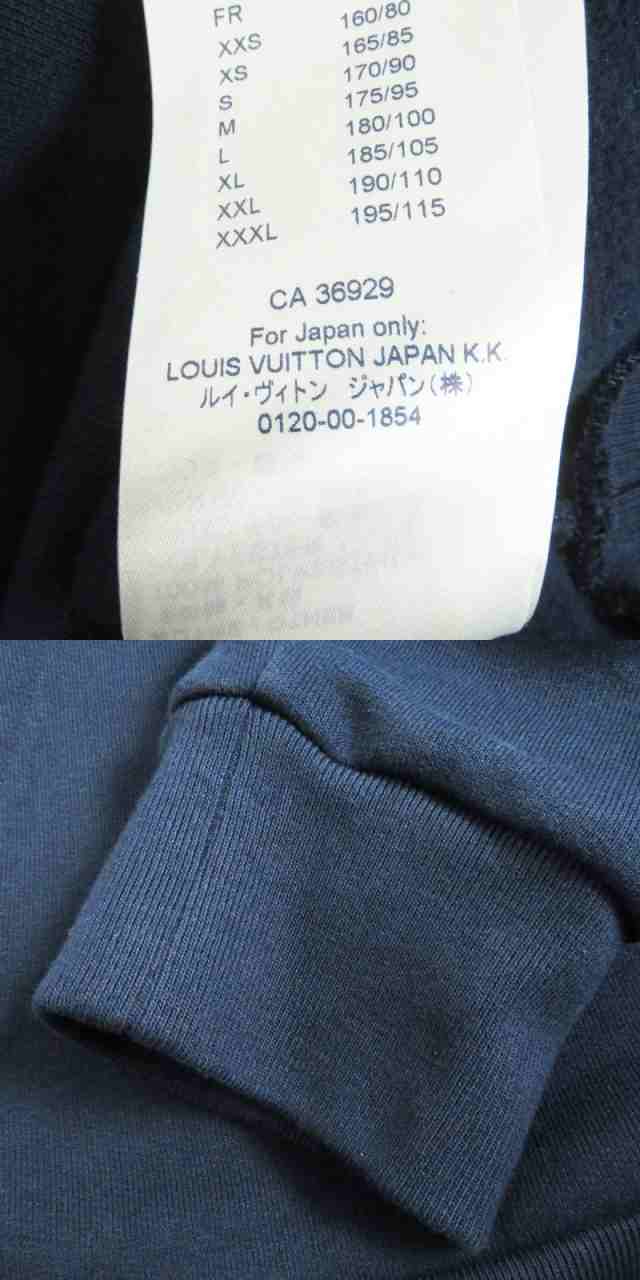 FR
XXS 160/80
XS 165/85
S 170/90
M 175/95
L 180/100
XL 185/105
XXL 190/110
XXXL 195/115
CA 36929
For Japan only:
LOUIS VUITTON JAPAN K.K.
ルイ・ヴィトン ジャパン(株)
0120-00-1854